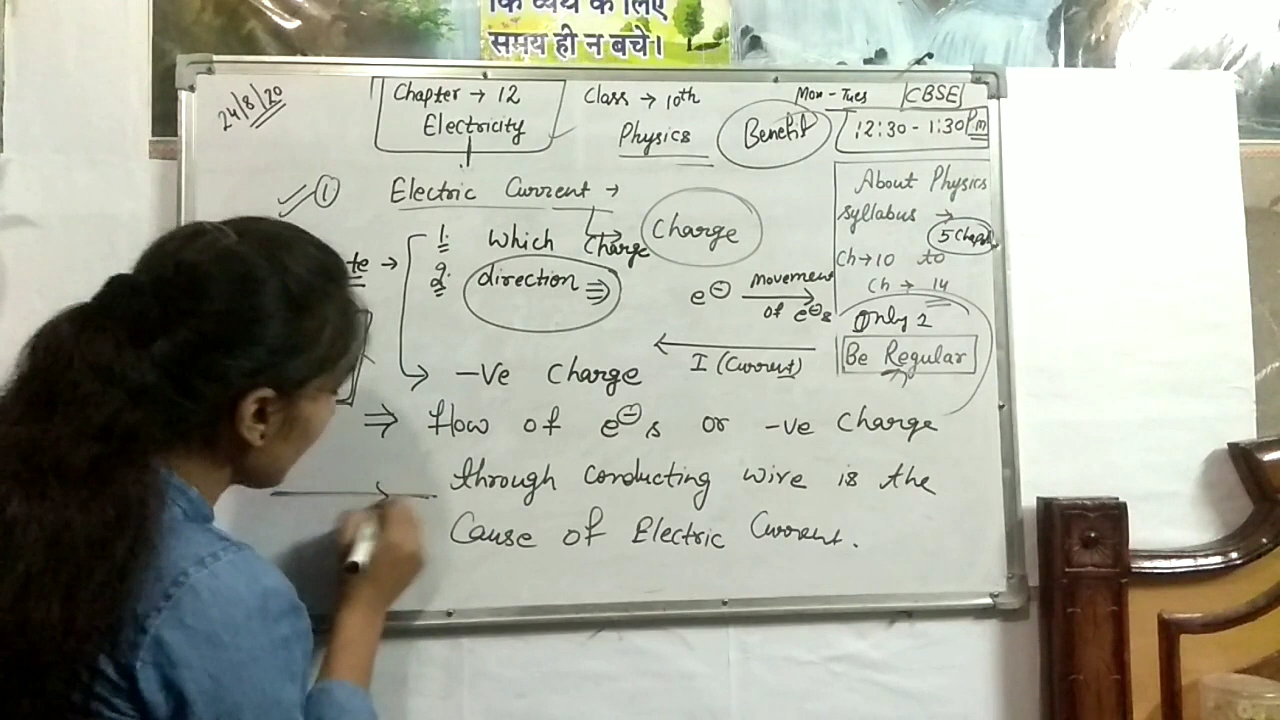 कि व्यर्थ के लिए
समय ही न बचे।
24/8/20
Chapter → 12
Electricity
Class → 10th
Physics
Benefit
Mon - Tues
CBSE
12:30 - 1:30 Pm
① Electric Current →
Charge
Charge
te →
1. Which
2. direction ⇒
-Ve Charge
e⊖ movement
of e⊖s
I (Current)
About Physics
syllabus →
Ch→10 to
Ch → 14
Only 2
Be Regular
⇒ flow of e⊖s or -ve Charge
through conducting wire is the
Cause of Electric Current.